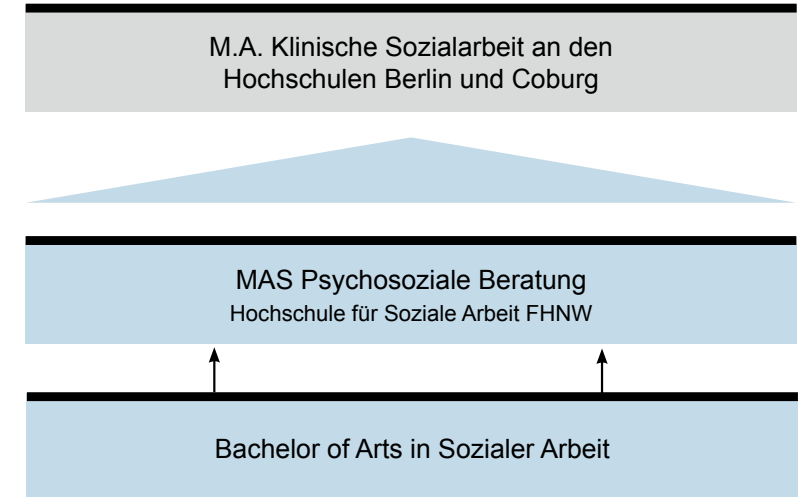 M.A. Klinische Sozialarbeit an den
Hochschulen Berlin und Coburg
MAS Psychosoziale Beratung
Hochschule für Soziale Arbeit FHNW
Bachelor of Arts in Sozialer Arbeit